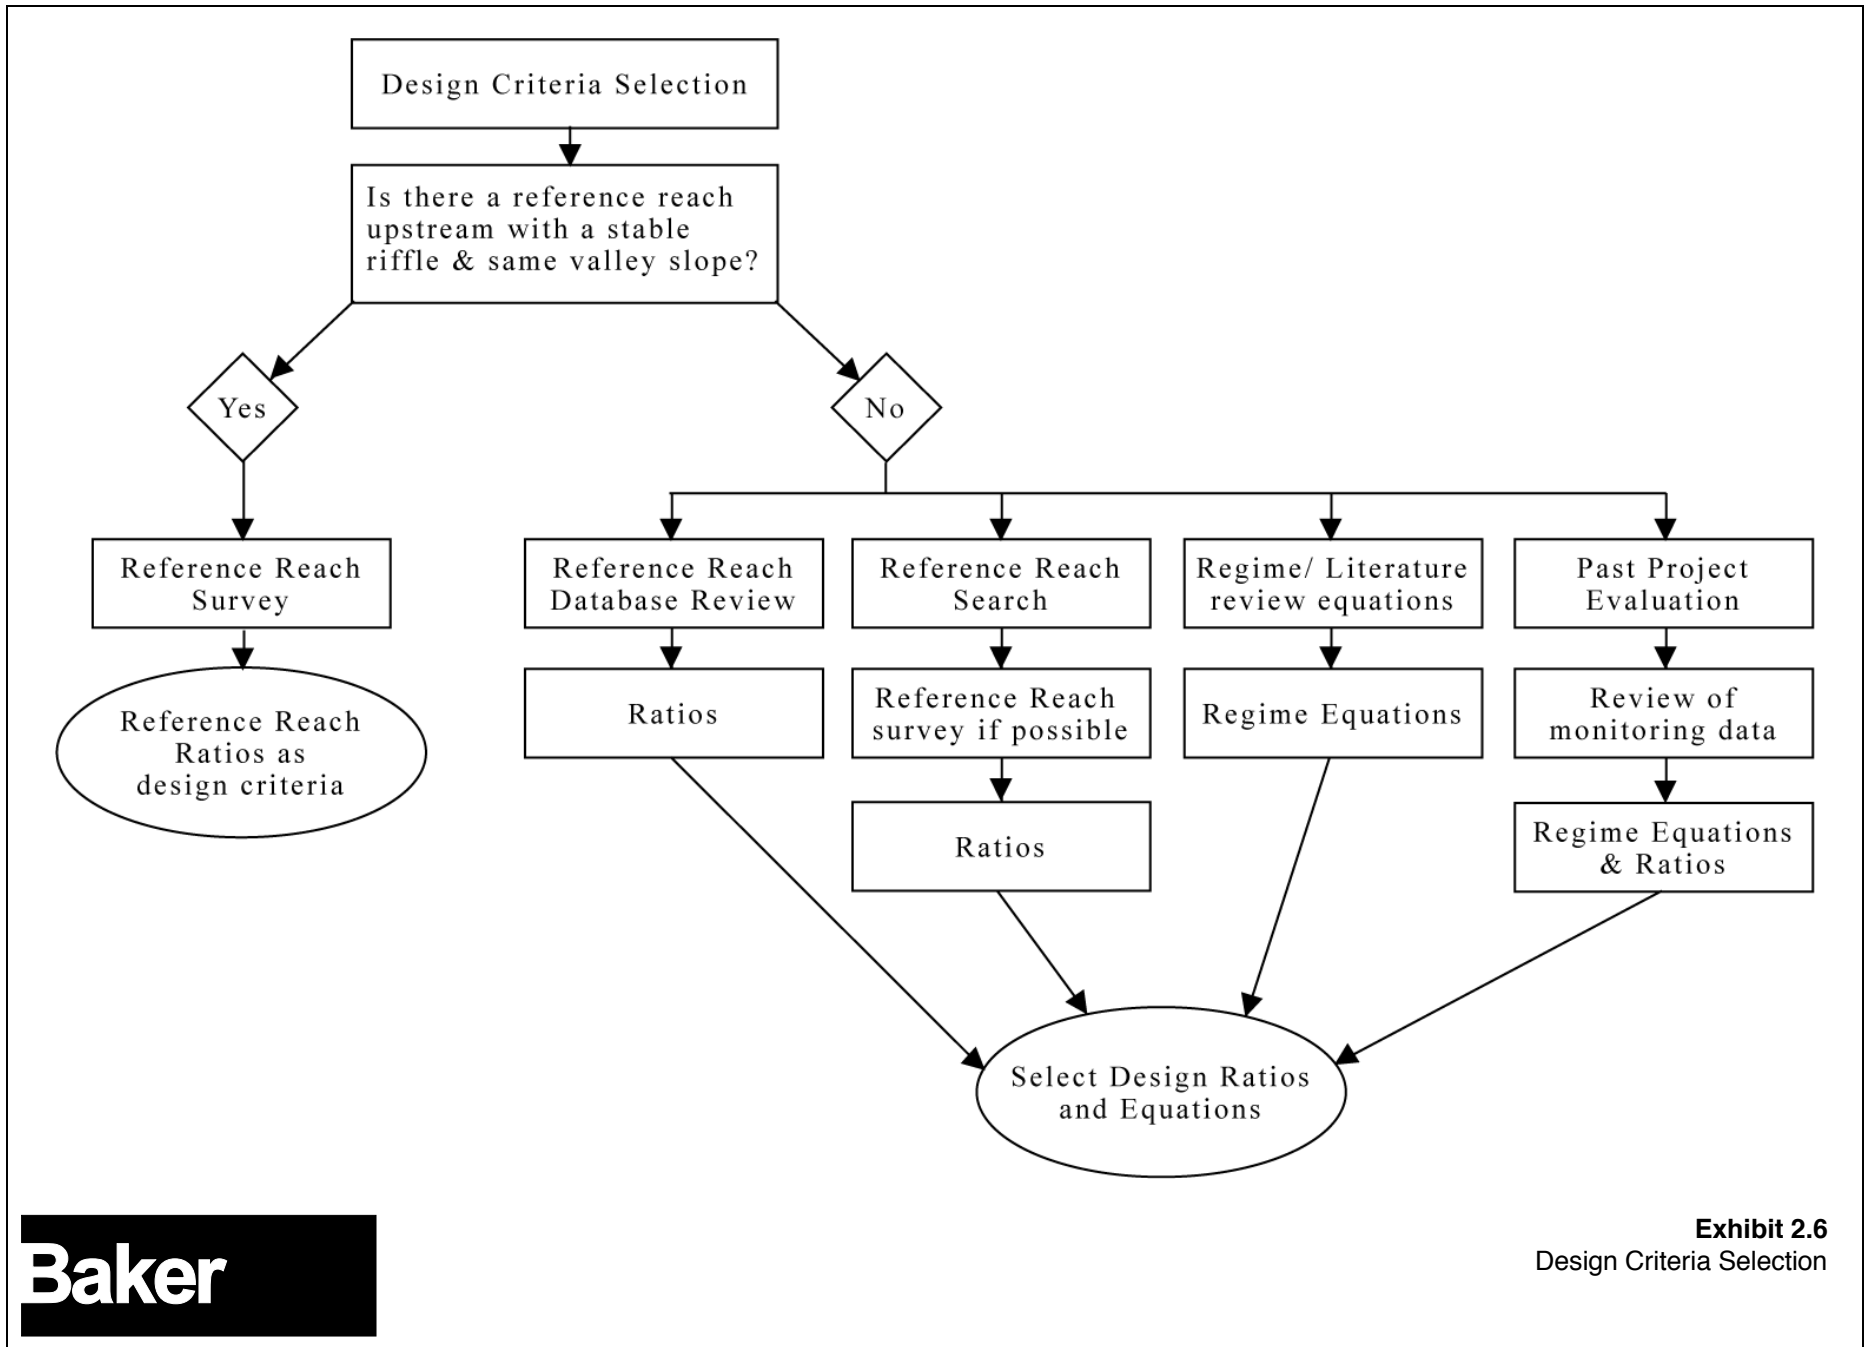 Design Criteria Selection
Is there a reference reach
upstream with a stable
riffle & same valley slope?
Yes
No
Reference Reach
Survey
Reference Reach
Database Review
Reference Reach
Search
Regime/ Literature
review equations
Past Project
Evaluation
Reference Reach
Ratios as
design criteria
Ratios
Reference Reach
survey if possible
Regime Equations
Review of
monitoring data
Ratios
Regime Equations
& Ratios
Select Design Ratios
and Equations
Baker
Exhibit 2.6
Design Criteria Selection